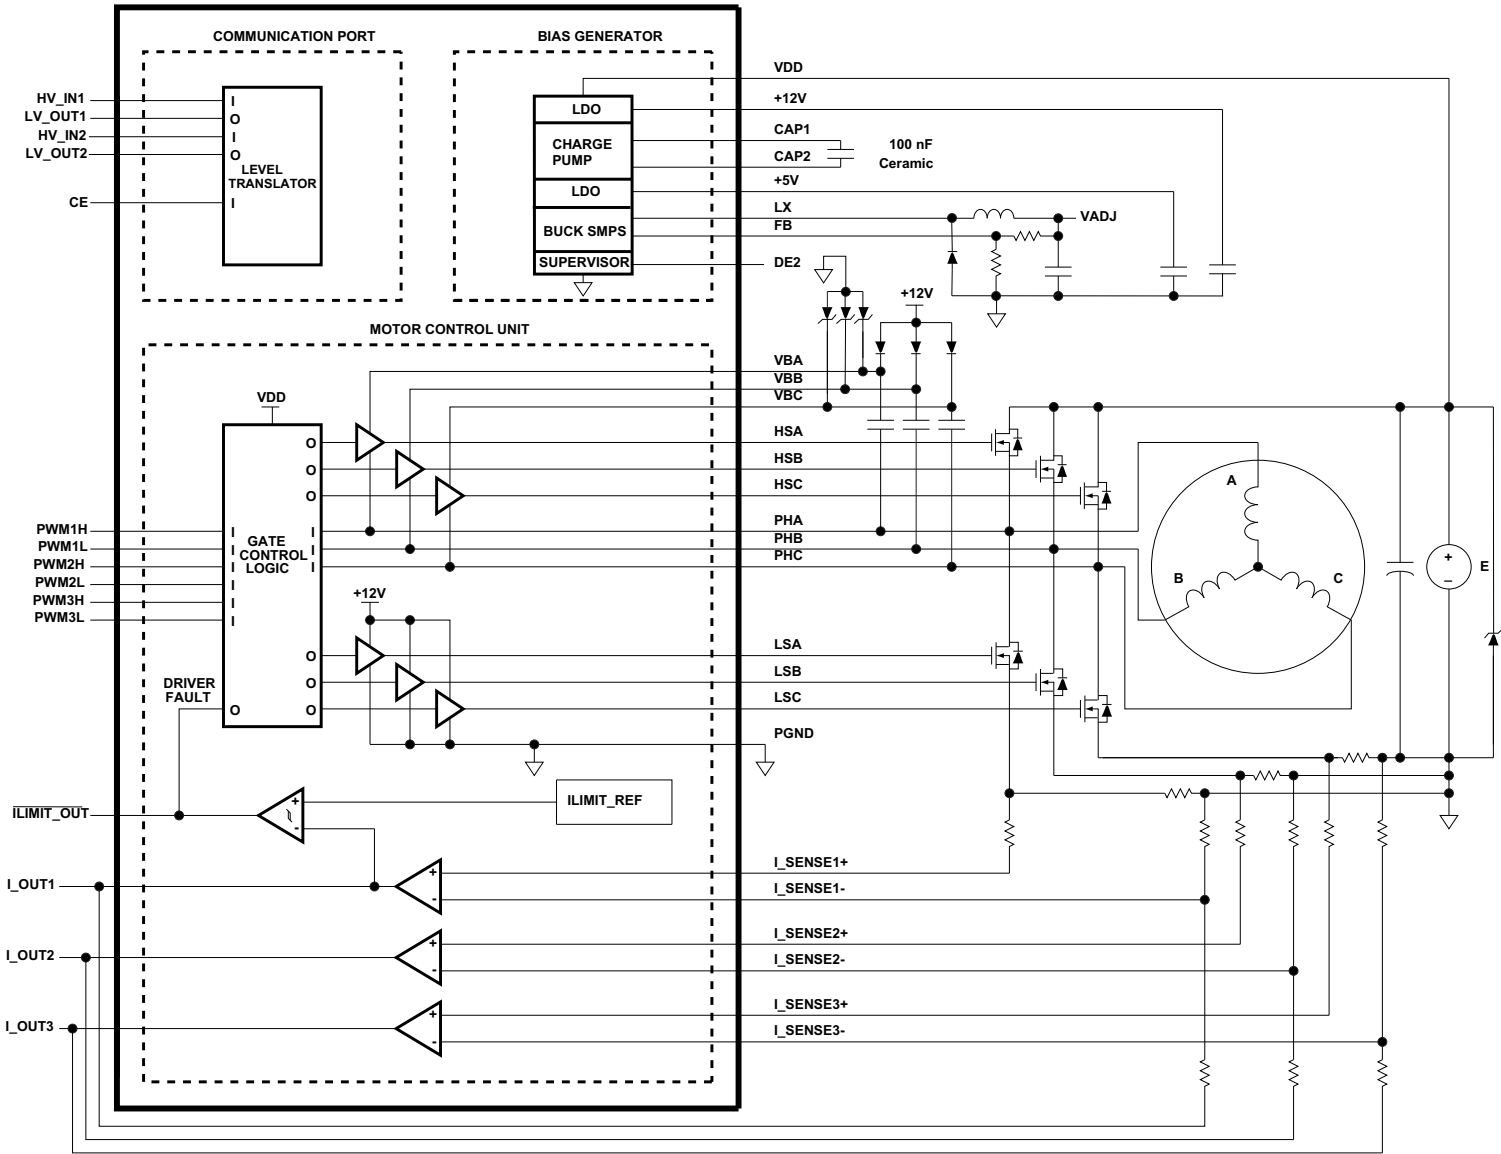 COMMUNICATION PORT
BIAS GENERATOR
HV_IN1
LV_OUT1
HV_IN2
LV_OUT2
CE
I
O
I
O
LEVEL
TRANSLATOR
I
LDO
CHARGE
PUMP
LDO
BUCK SMPS
SUPERVISOR
VDD
+12V
CAP1
CAP2
100 nF
Ceramic
+5V
LX
FB
VADJ
DE2
+12V
MOTOR CONTROL UNIT
VDD
VBA
VBB
VBC
HSA
HSB
HSC
PHA
PHB
PHC
O
O
O
PWM1H
PWM1L
PWM2H
PWM2L
PWM3H
PWM3L
I
I
I
I
I
I
GATE
CONTROL
LOGIC
I
I
I
+12V
O
O
O
LSA
LSB
LSC
PGND
DRIVER
FAULT
O
A
B
C
+
–
E
ILIMIT_OUT
+
-
ILIMIT_REF
I_OUT1
+
-
I_SENSE1+
I_SENSE1-
I_OUT2
+
-
I_SENSE2+
I_SENSE2-
I_OUT3
+
-
I_SENSE3+
I_SENSE3-